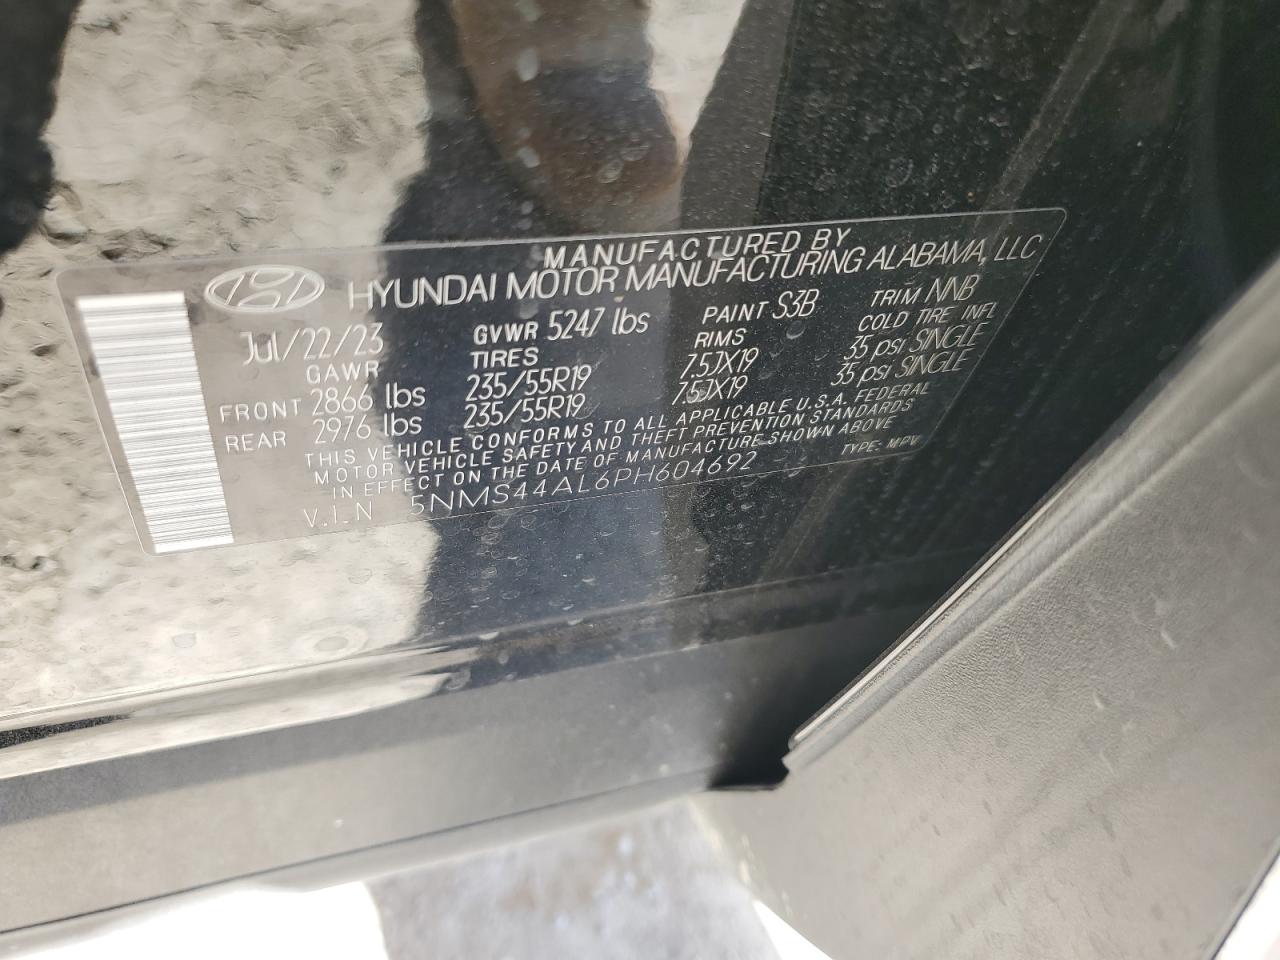 MANUFACTURED BY
HYUNDAI MOTOR MANUFACTURING ALABAMA, LLC
Jul/22/23 GVWR 5247 lbs PAINT S3B TRIM NNB
GAWR TIRES RIMS COLD TIRE INFL
FRONT 2866 lbs 235/55R19 7.5JX19 35 psi SINGLE
REAR 2976 lbs 235/55R19 7.5JX19 35 psi SINGLE
THIS VEHICLE CONFORMS TO ALL APPLICABLE U.S.A. FEDERAL
MOTOR VEHICLE SAFETY AND THEFT PREVENTION STANDARDS
IN EFFECT ON THE DATE OF MANUFACTURE SHOWN ABOVE
V.I.N 5NMS44AL6PH604692 TYPE: MPV